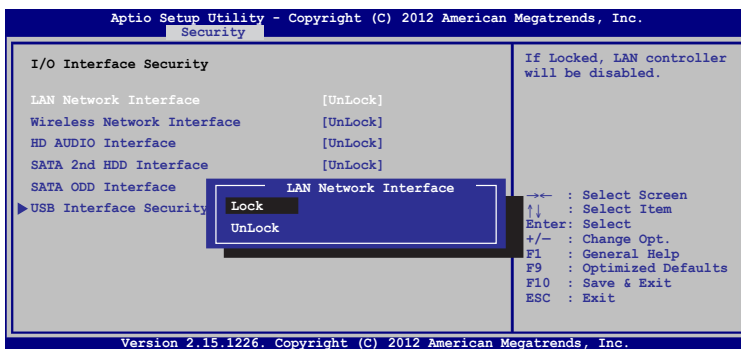 Aptio Setup Utility - Copyright (C) 2012 American Megatrends, Inc.
Security
I/O Interface Security
LAN Network Interface [UnLock]
Wireless Network Interface [UnLock]
HD AUDIO Interface [UnLock]
SATA 2nd HDD Interface [UnLock]
SATA ODD Interface
USB Interface Security
LAN Network Interface
Lock
UnLock
If Locked, LAN controller
will be disabled.
→← : Select Screen
↑↓ : Select Item
Enter: Select
+/— : Change Opt.
F1 : General Help
F9 : Optimized Defaults
F10 : Save & Exit
ESC : Exit
Version 2.15.1226. Copyright (C) 2012 American Megatrends, Inc.